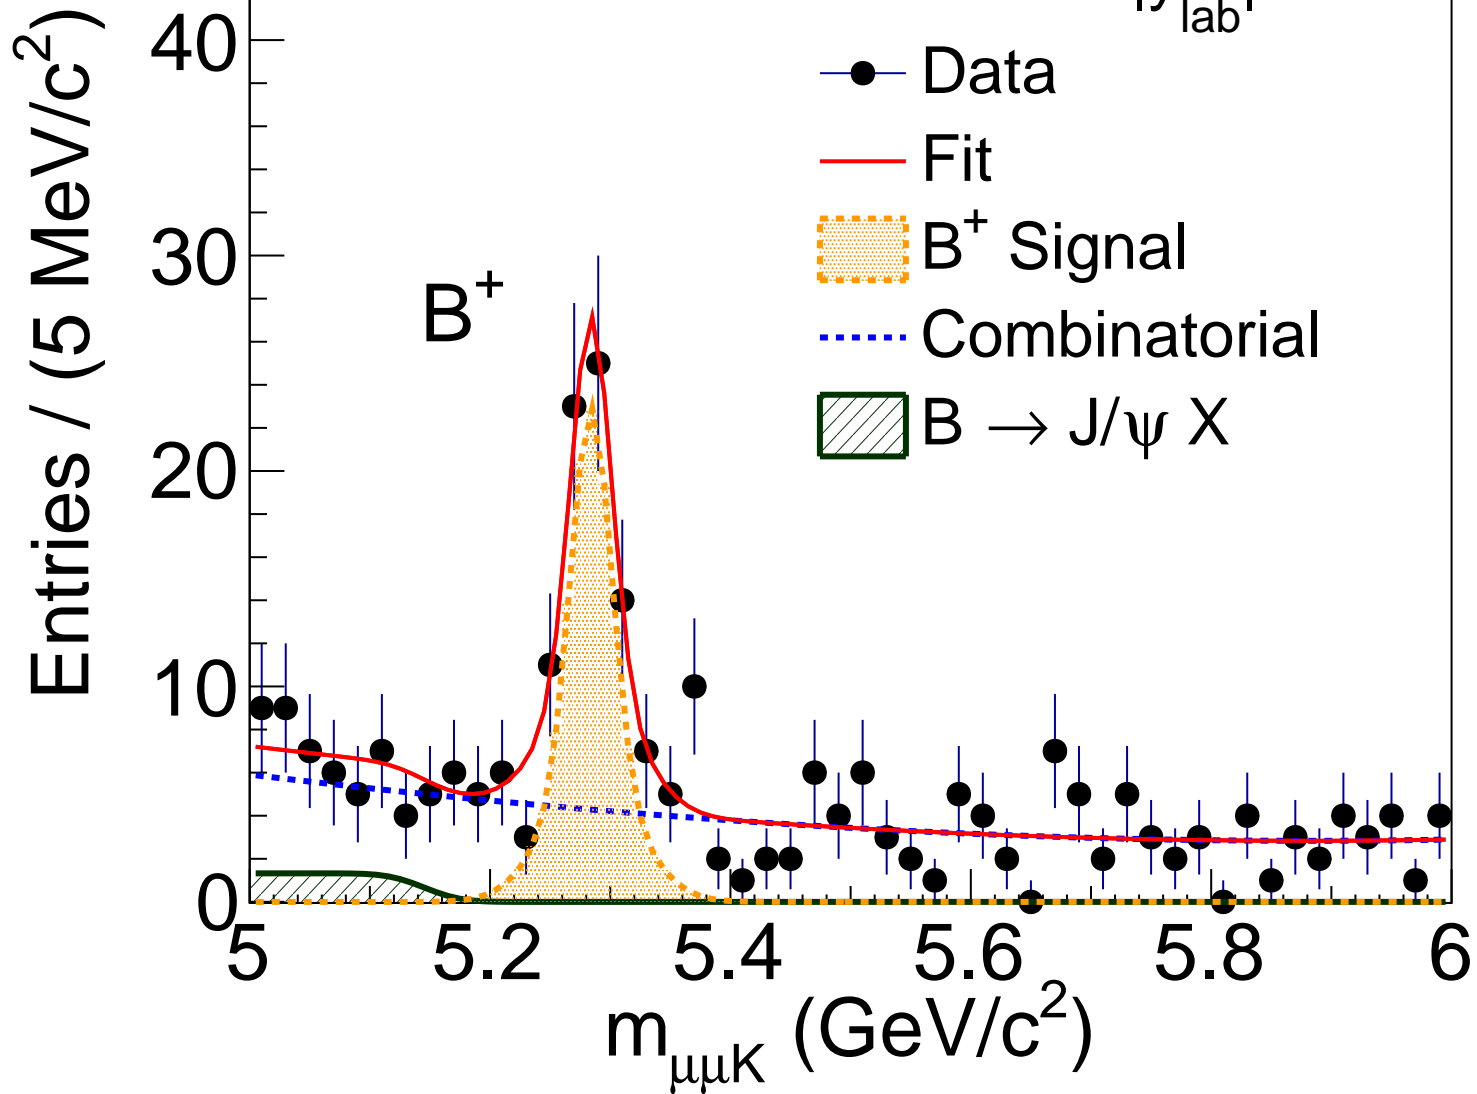 |y_lab|
Data
Fit
B⁺ Signal
Combinatorial
B → J/ψ X
B⁺
Entries / (5 MeV/c²)
40
30
20
10
0
5 5.2 5.4 5.6 5.8 6
m_μμK (GeV/c²)